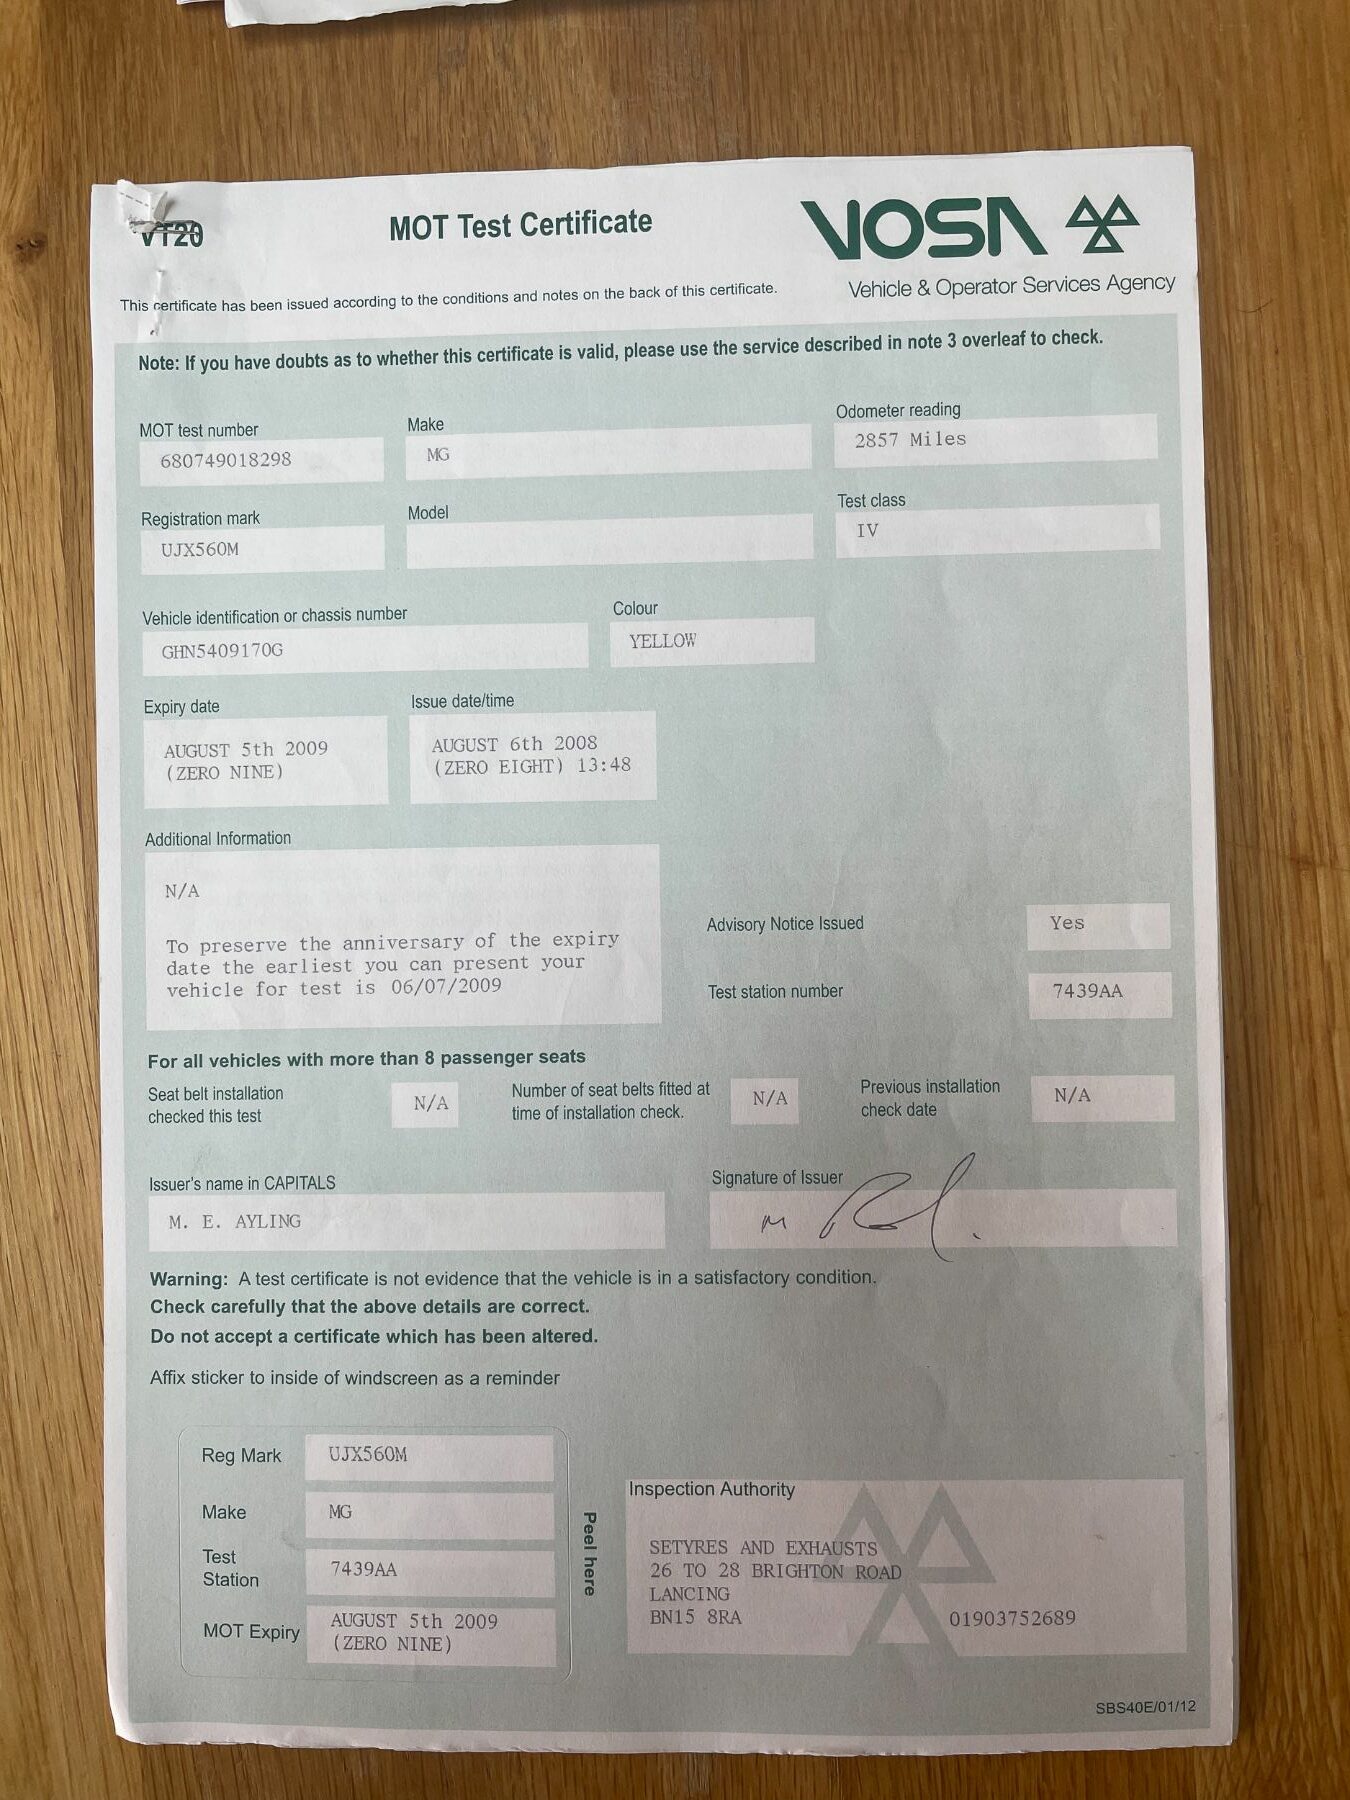 VT20
MOT Test Certificate
VOSA
Vehicle & Operator Services Agency
This certificate has been issued according to the conditions and notes on the back of this certificate.
Note: If you have doubts as to whether this certificate is valid, please use the service described in note 3 overleaf to check.
MOT test number
680749018298
Make
MG
Odometer reading
2857 Miles
Registration mark
UJX560M
Model
Test class
IV
Vehicle identification or chassis number
GHN5409170G
Colour
YELLOW
Expiry date
AUGUST 5th 2009
(ZERO NINE)
Issue date/time
AUGUST 6th 2008
(ZERO EIGHT) 13:48
Additional Information
N/A
To preserve the anniversary of the expiry
date the earliest you can present your
vehicle for test is 06/07/2009
Advisory Notice Issued
Yes
Test station number
7439AA
For all vehicles with more than 8 passenger seats
Seat belt installation
checked this test
N/A
Number of seat belts fitted at
time of installation check.
N/A
Previous installation
check date
N/A
Issuer's name in CAPITALS
M. E. AYLING
Signature of Issuer
Warning: A test certificate is not evidence that the vehicle is in a satisfactory condition.
Check carefully that the above details are correct.
Do not accept a certificate which has been altered.
Affix sticker to inside of windscreen as a reminder
Reg Mark
UJX560M
Make
MG
Test
Station
7439AA
MOT Expiry
AUGUST 5th 2009
(ZERO NINE)
Peel here
Inspection Authority
SETYRES AND EXHAUSTS
26 TO 28 BRIGHTON ROAD
LANCING
BN15 8RA 01903752689
SBS40E/01/12